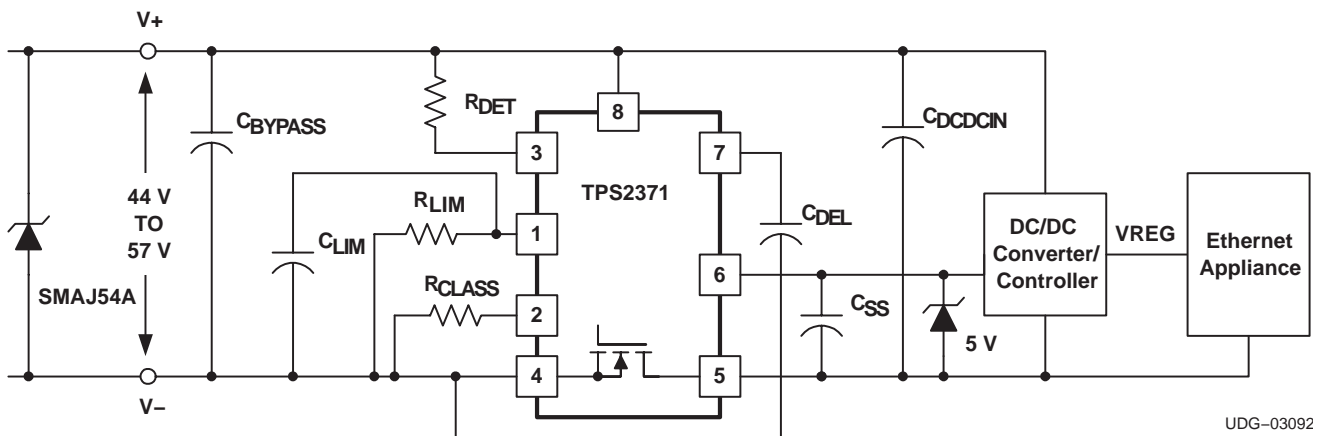 V+
RDET
8
CBYPASS
CDCDCIN
3
7
TPS2371
44 V
TO
57 V
RLIM
CDEL
CLIM
1
DC/DC
Converter/
Controller
VREG
Ethernet
Appliance
6
SMAJ54A
RCLASS
CSS
2
5 V
4
5
V–
UDG–03092